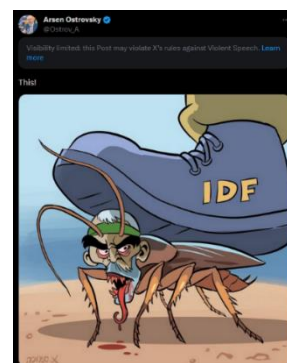 Arsen Ostrovsky
@Ostrov_A
Visibility limited: this Post may violate X's rules against Violent Speech. Learn
more
This!
IDF